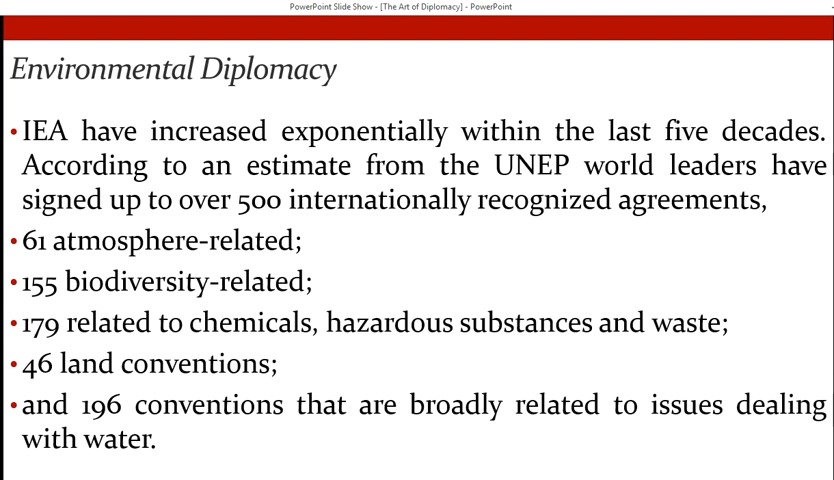 PowerPoint Slide Show - [The Art of Diplomacy] - PowerPoint
Environmental Diplomacy
• IEA have increased exponentially within the last five decades.
According to an estimate from the UNEP world leaders have
signed up to over 500 internationally recognized agreements,
• 61 atmosphere-related;
• 155 biodiversity-related;
• 179 related to chemicals, hazardous substances and waste;
• 46 land conventions;
• and 196 conventions that are broadly related to issues dealing
with water.